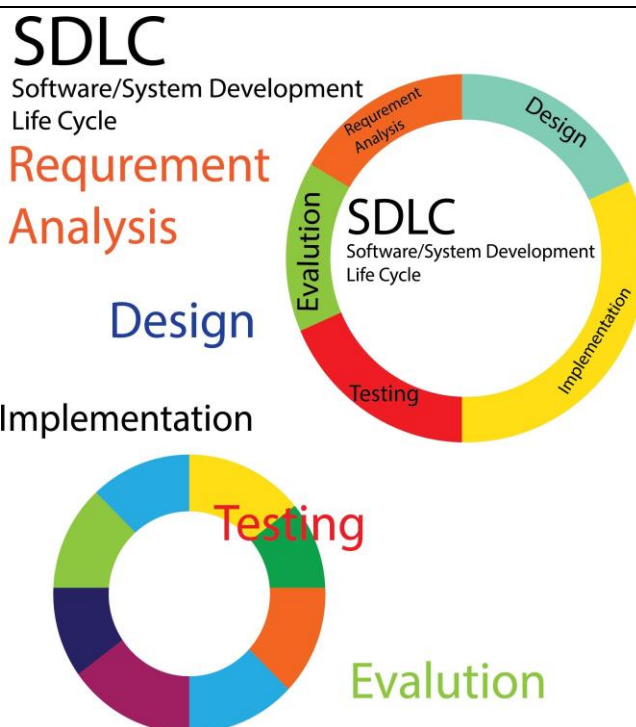 SDLC
Software/System Development
Life Cycle
Requrement
Analysis
Design
Implementation
Testing
Evalution
Requrement
Analysis
Design
Implementation
Testing
Evalution
SDLC
Software/System Development
Life Cycle